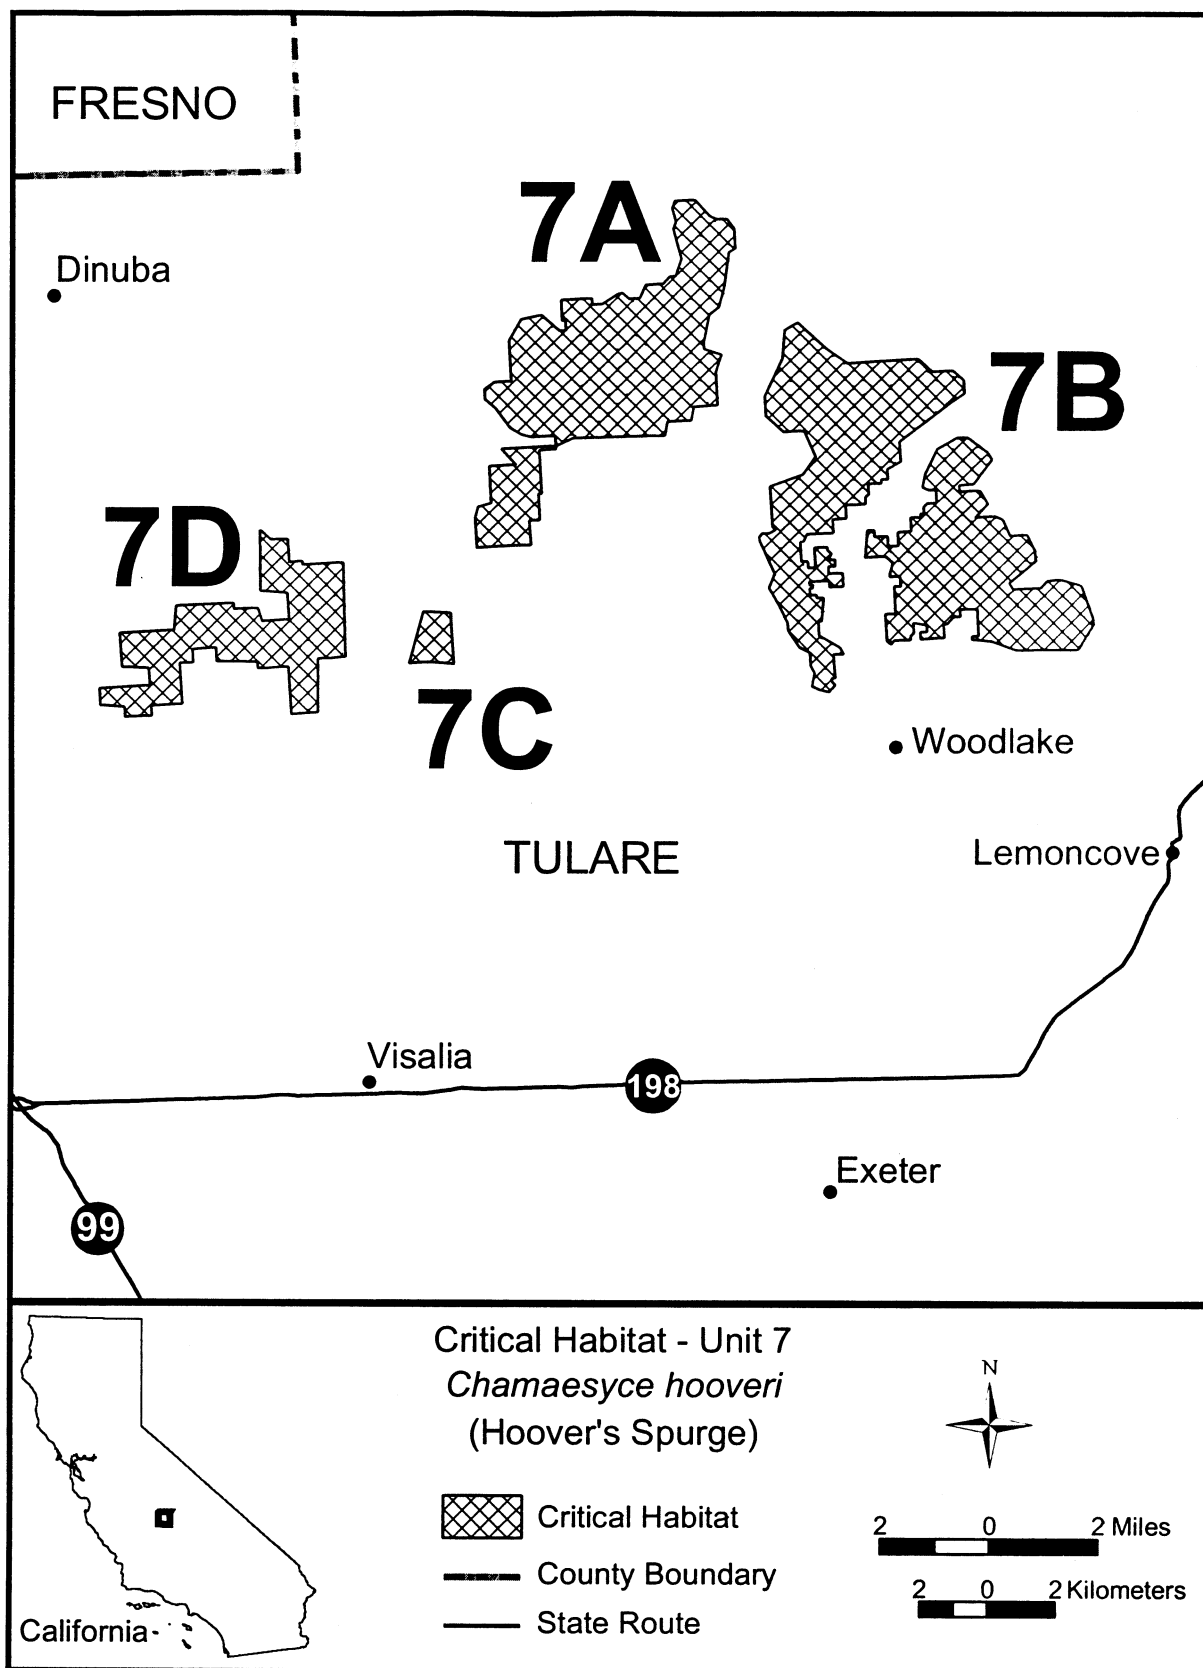 FRESNO
7A
Dinuba
7B
7D
7C
Woodlake
TULARE
Lemoncove
Visalia
198
Exeter
99
Critical Habitat - Unit 7
Chamaesyce hooveri
(Hoover's Spurge)
N
Critical Habitat
2 0 2 Miles
County Boundary
2 0 2 Kilometers
State Route
California